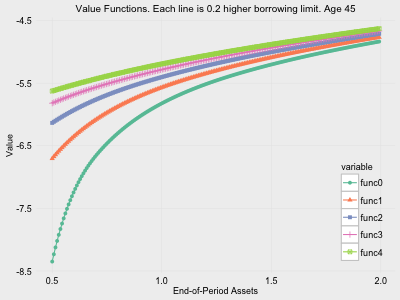 Value Functions. Each line is 0.2 higher borrowing limit. Age 45
-4.5
-5.5
-6.5
-7.5
-8.5
Value
0.5
1.0
1.5
2.0
End-of-Period Assets
variable
func0
func1
func2
func3
func4